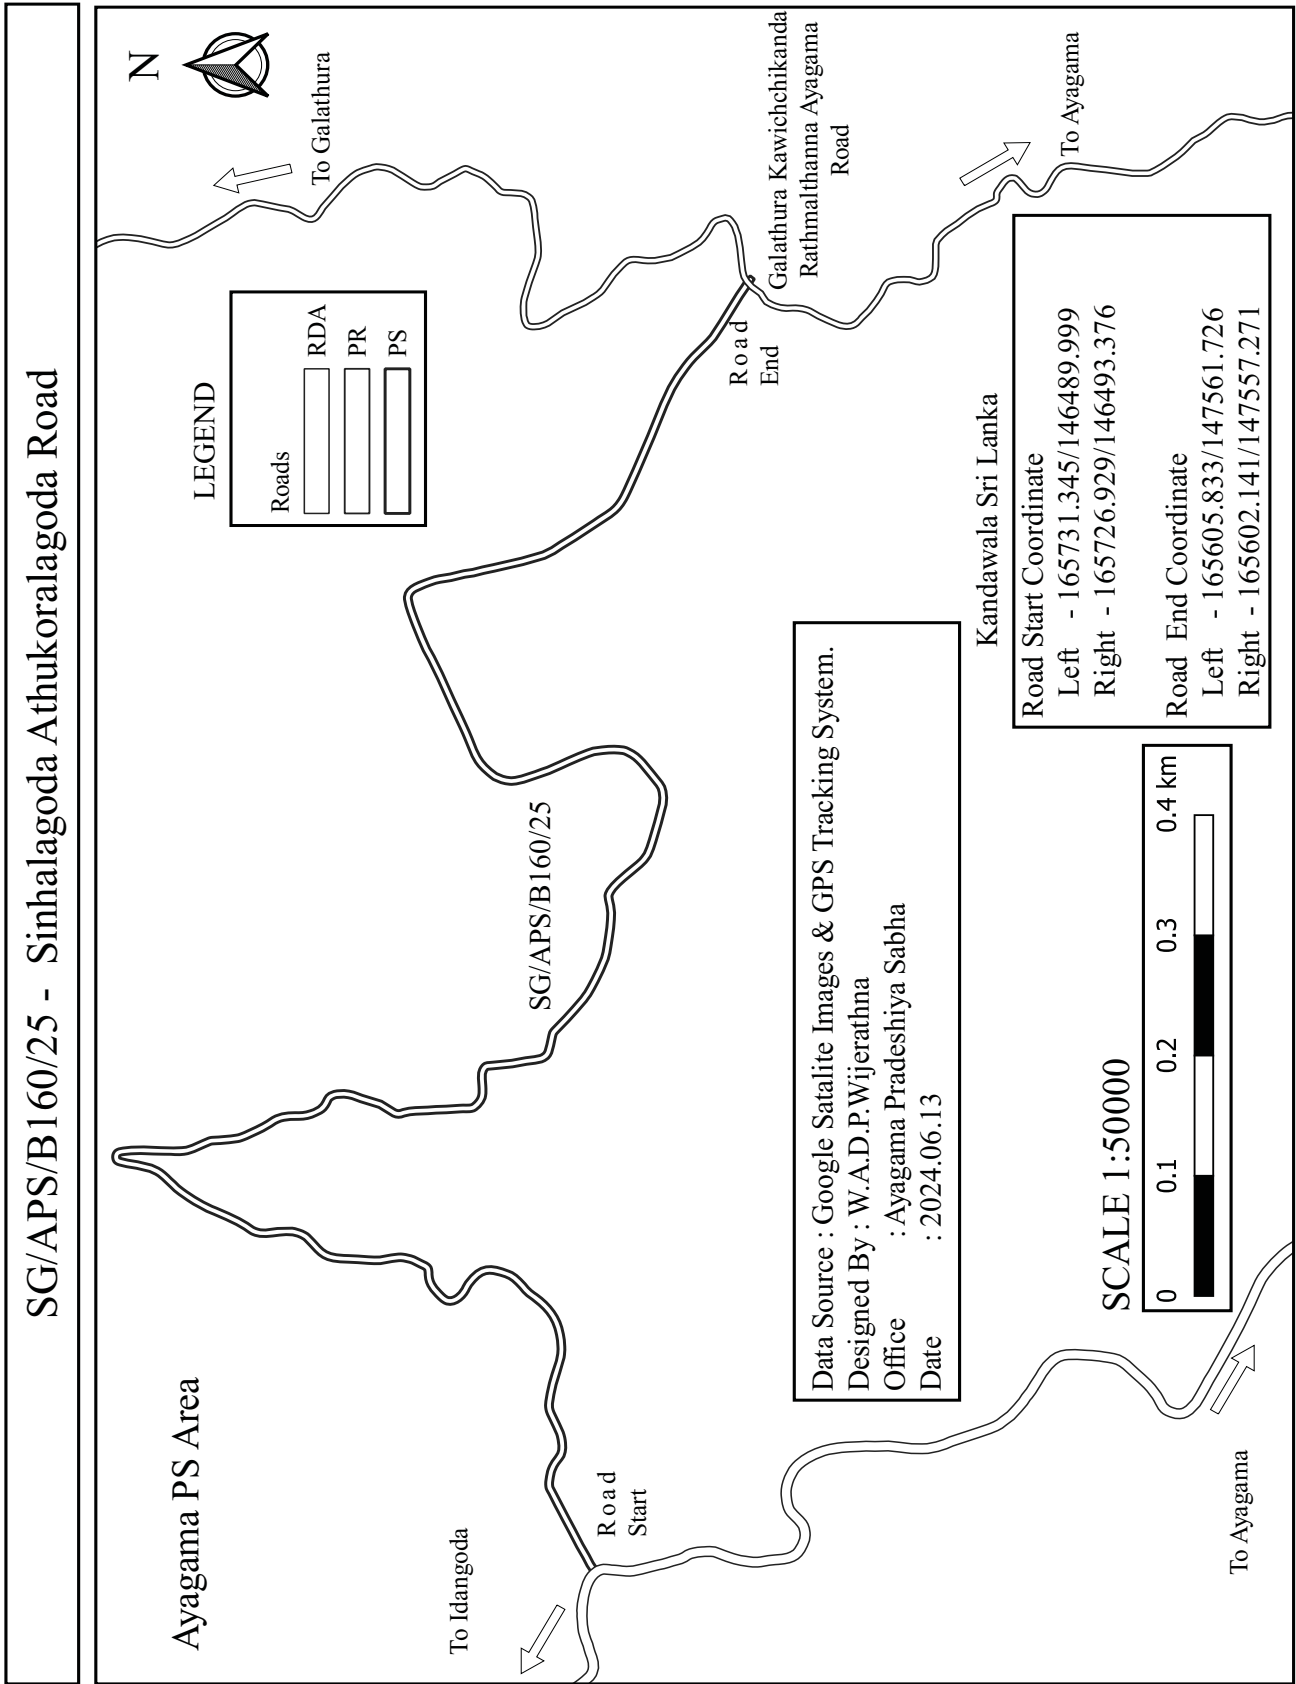 SG/APS/B160/25 - Sinhalagoda Athukoralagoda Road
Ayagama PS Area
N
To Galathura
LEGEND
Roads
RDA
PR
PS
To Idangoda
SG/APS/B160/25
Road
Start
Road
End
Galathura Kawichchikanda
Rathmalthanna Ayagama
Road
To Ayagama
Data Source : Google Satalite Images & GPS Tracking System.
Designed By : W.A.D.P.Wijerathna
Office : Ayagama Pradeshiya Sabha
Date : 2024.06.13
Kandawala Sri Lanka
Road Start Coordinate
Left - 165731.345/146489.999
Right - 165726.929/146493.376
Road End Coordinate
Left - 165605.833/147561.726
Right - 165602.141/147557.271
SCALE 1:50000
0 0.1 0.2 0.3 0.4 km
To Ayagama